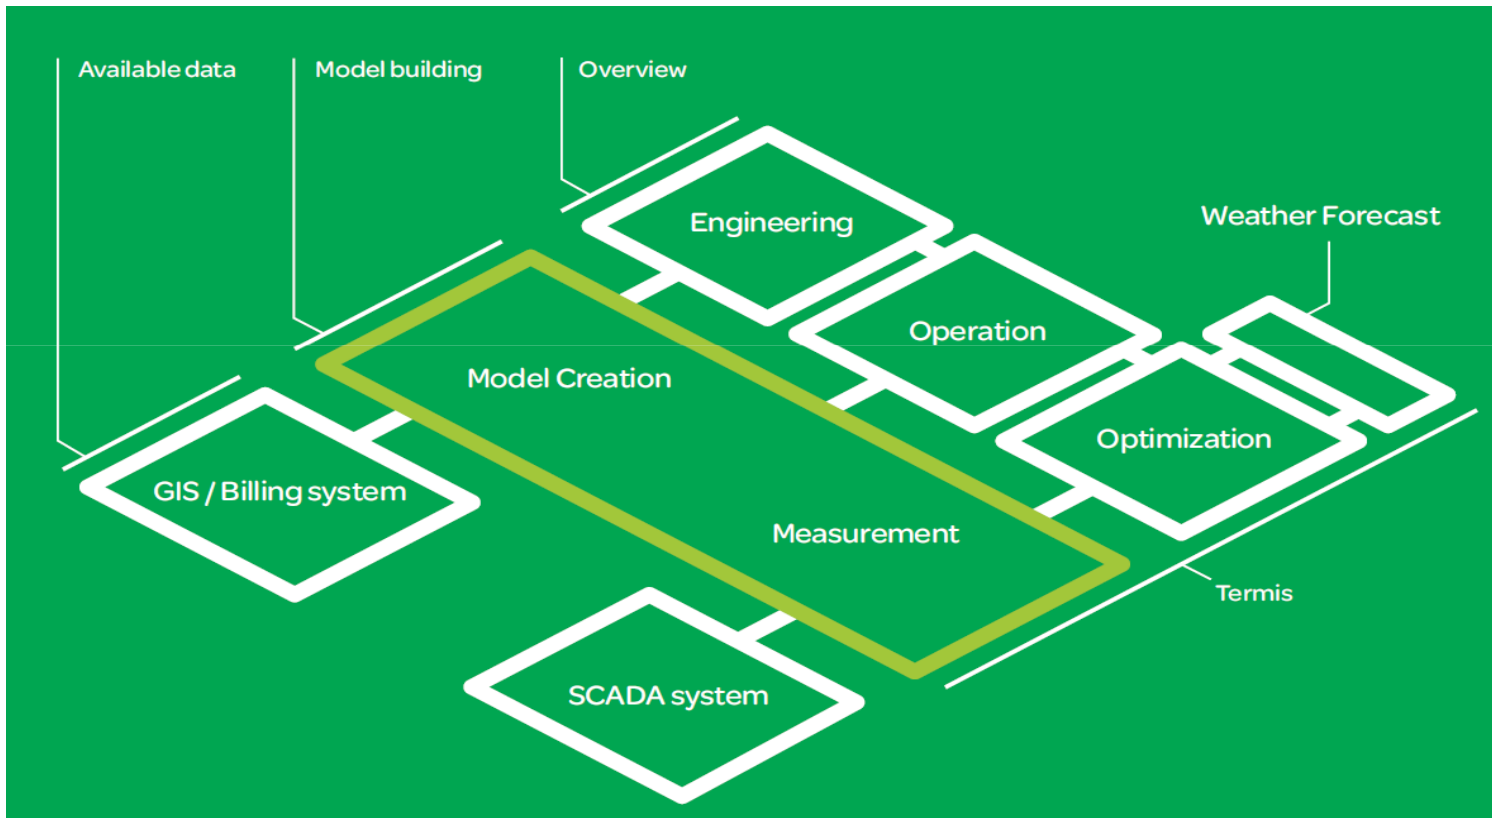 Available data
Model building
Overview
Engineering
Weather Forecast
Operation
Model Creation
Optimization
GIS / Billing system
Measurement
Termis
SCADA system